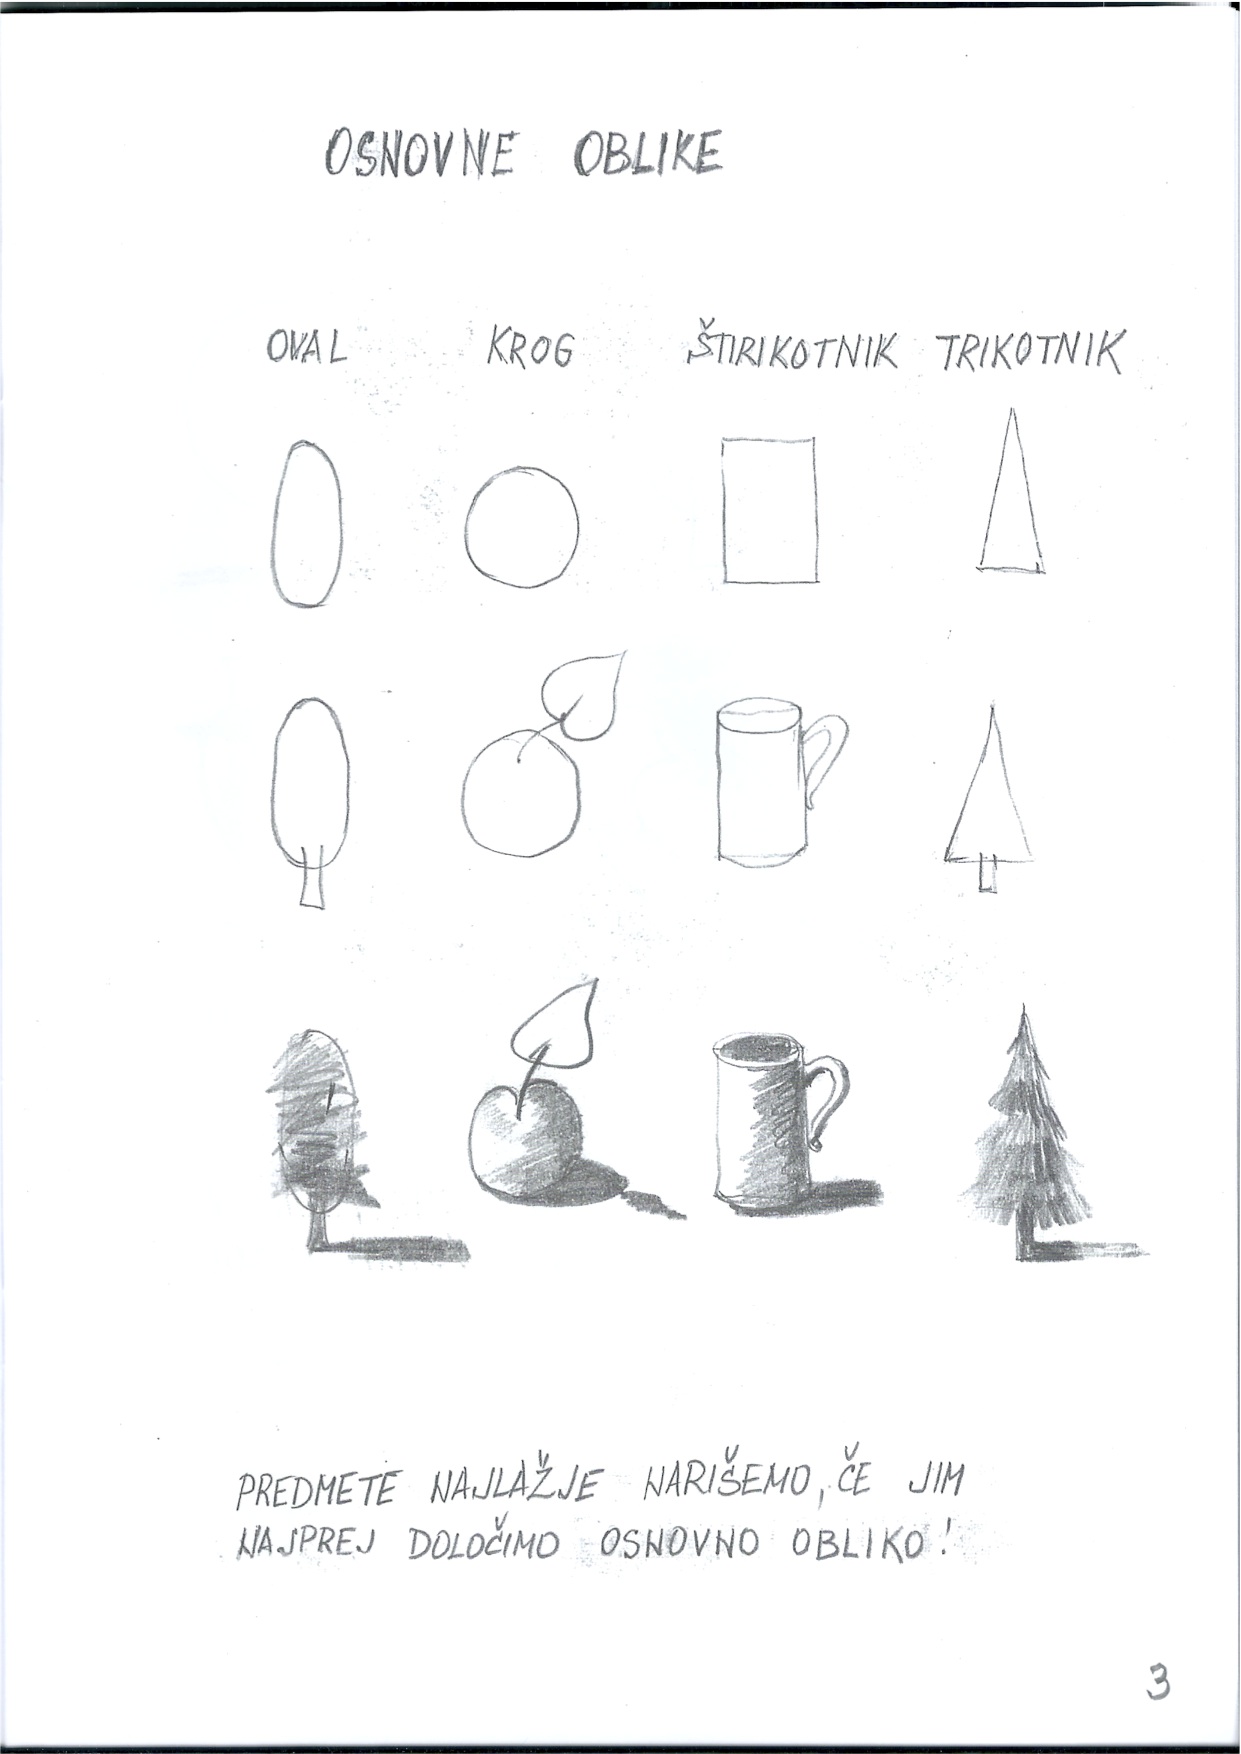 OSNOVNE OBLIKE
OVAL KROG ŠTIRIKOTNIK TRIKOTNIK
PREDMETE NAJLAŽJE NARIŠEMO, ČE JIM
NAJPREJ DOLOČIMO OSNOVNO OBLIKO!
3